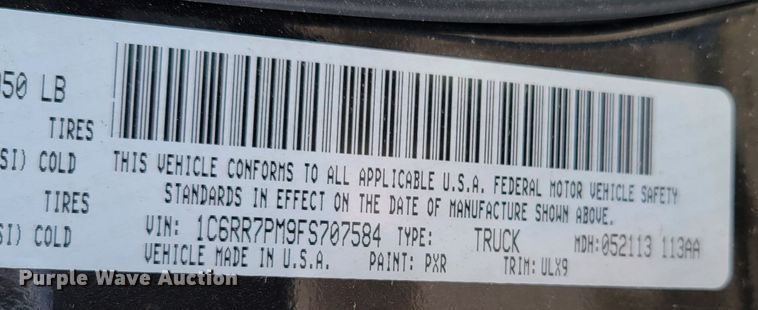 050 LB
TIRES
SI) COLD
THIS VEHICLE CONFORMS TO ALL APPLICABLE U.S.A. FEDERAL MOTOR VEHICLE SAFETY
TIRES
STANDARDS IN EFFECT ON THE DATE OF MANUFACTURE SHOWN ABOVE.
SI) COLD
VIN: 1C6RR7PM9FS707584 TYPE: TRUCK MDH: 052113 113AA
VEHICLE MADE IN U.S.A. PAINT: PXR TRIM: ULX9
Purple Wave Auction